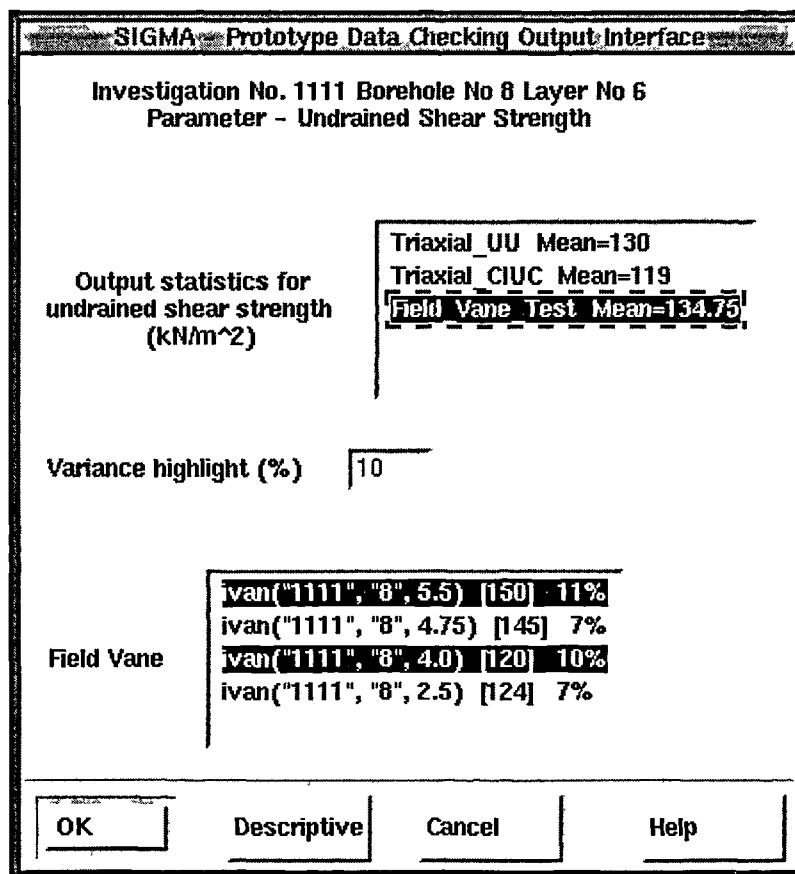 SIGMA - Prototype Data Checking Output Interface
Investigation No. 1111 Borehole No 8 Layer No 6
Parameter - Undrained Shear Strength
Output statistics for
undrained shear strength
(kN/m^2)
Triaxial_UU Mean=130
Triaxial_CIUC Mean=119
Field Vane Test Mean=134.75
Variance highlight (%)
10
Field Vane
ivan("1111", "8", 5.5) [150] 11%
ivan("1111", "8", 4.75) [145] 7%
ivan("1111", "8", 4.0) [120] 10%
ivan("1111", "8", 2.5) [124] 7%
OK
Descriptive
Cancel
Help